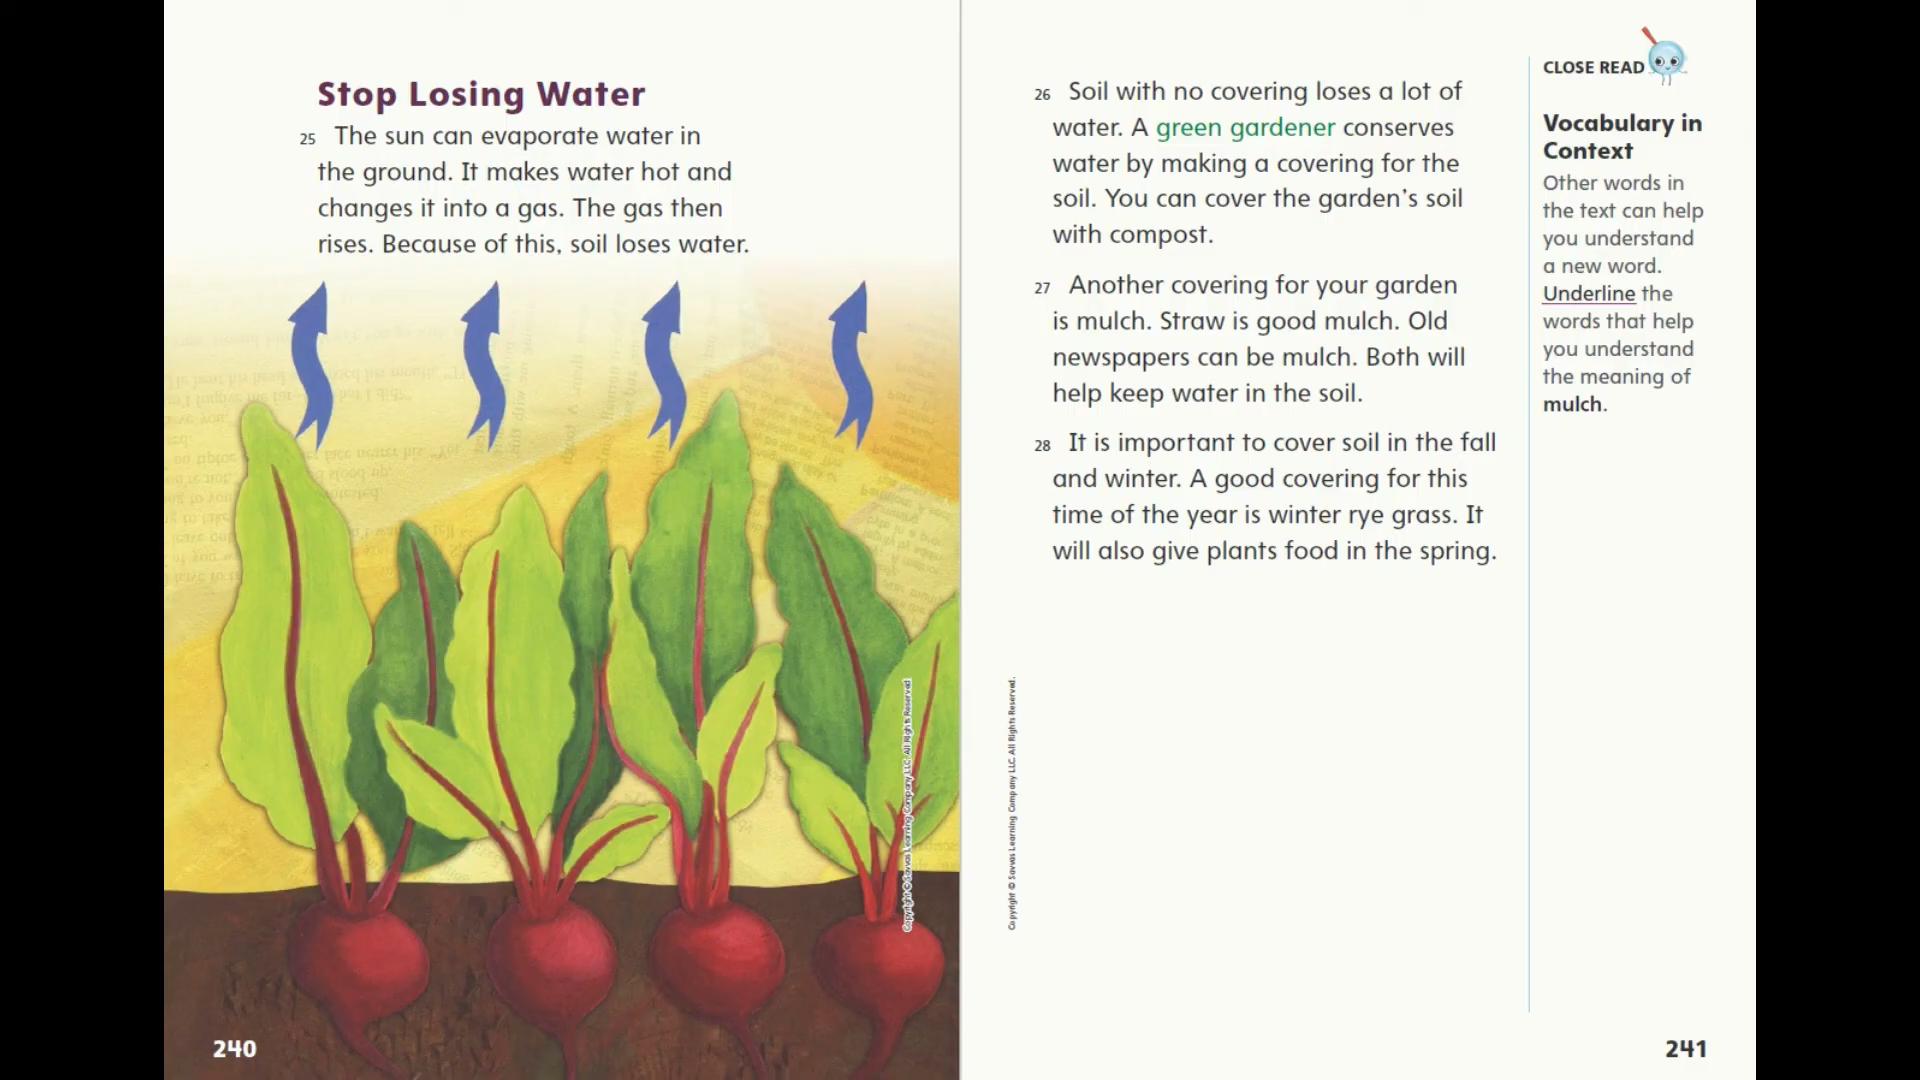 Stop Losing Water
25 The sun can evaporate water in
the ground. It makes water hot and
changes it into a gas. The gas then
rises. Because of this, soil loses water.
Copyright © Savvas Learning Company LLC. All Rights Reserved
240
26 Soil with no covering loses a lot of
water. A green gardener conserves
water by making a covering for the
soil. You can cover the garden’s soil
with compost.
27 Another covering for your garden
is mulch. Straw is good mulch. Old
newspapers can be mulch. Both will
help keep water in the soil.
28 It is important to cover soil in the fall
and winter. A good covering for this
time of the year is winter rye grass. It
will also give plants food in the spring.
Copyright © Savvas Learning Company LLC. All Rights Reserved.
CLOSE READ
Vocabulary in
Context
Other words in
the text can help
you understand
a new word.
Underline the
words that help
you understand
the meaning of
mulch.
241